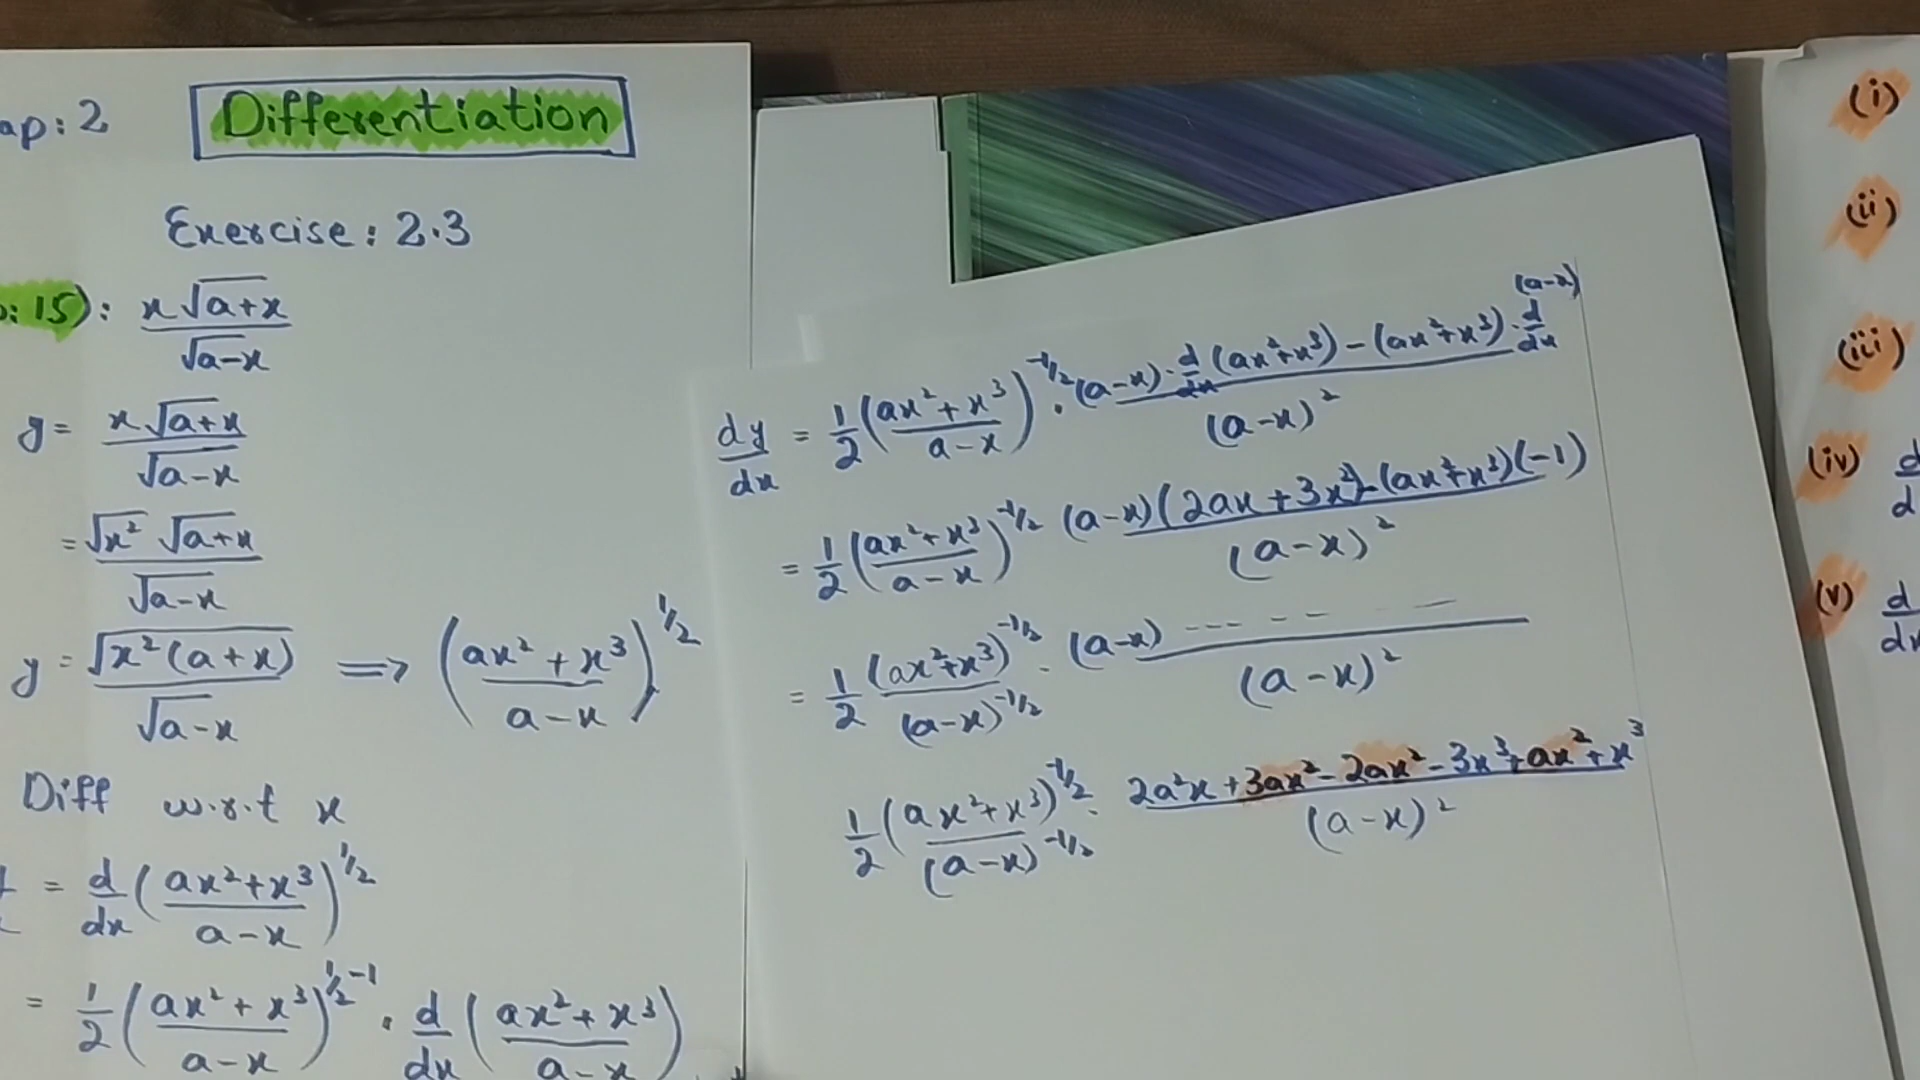 ap: 2
Differentiation
Exercise: 2.3
: 15): x√a+x / √a-x
y = x√a+x / √a-x
= √x² √a+x / √a-x
y = √x²(a+x) / √a-x ⟹ (ax² + x³ / a-x)^1/2
Diff w.r.t x
= d/dx (ax²+x³ / a-x)^1/2
= 1/2 (ax² + x³ / a-x)^1/2-1 · d/dx (ax² + x³ / a-x)
dy/dx = 1/2 (ax² + x³ / a-x)^-1/2 · (a-x) · d/dx (ax²+x³) - (ax²+x³) · d/dx (a-x) / (a-x)²
= 1/2 (ax²+x³ / a-x)^-1/2 (a-x)(2ax + 3x²)-(ax²+x³)(-1) / (a-x)²
= 1/2 (ax²+x³)^-1/2 / (a-x)^-1/2 · (a-x) --- - - - - / (a-x)²
1/2 (ax²+x³)^-1/2 / (a-x)^-1/2 · 2a²x + 3ax² - 2ax² - 3x³ + ax² + x³ / (a-x)²
(i)
(ii)
(iii)
(iv) d
(v) d